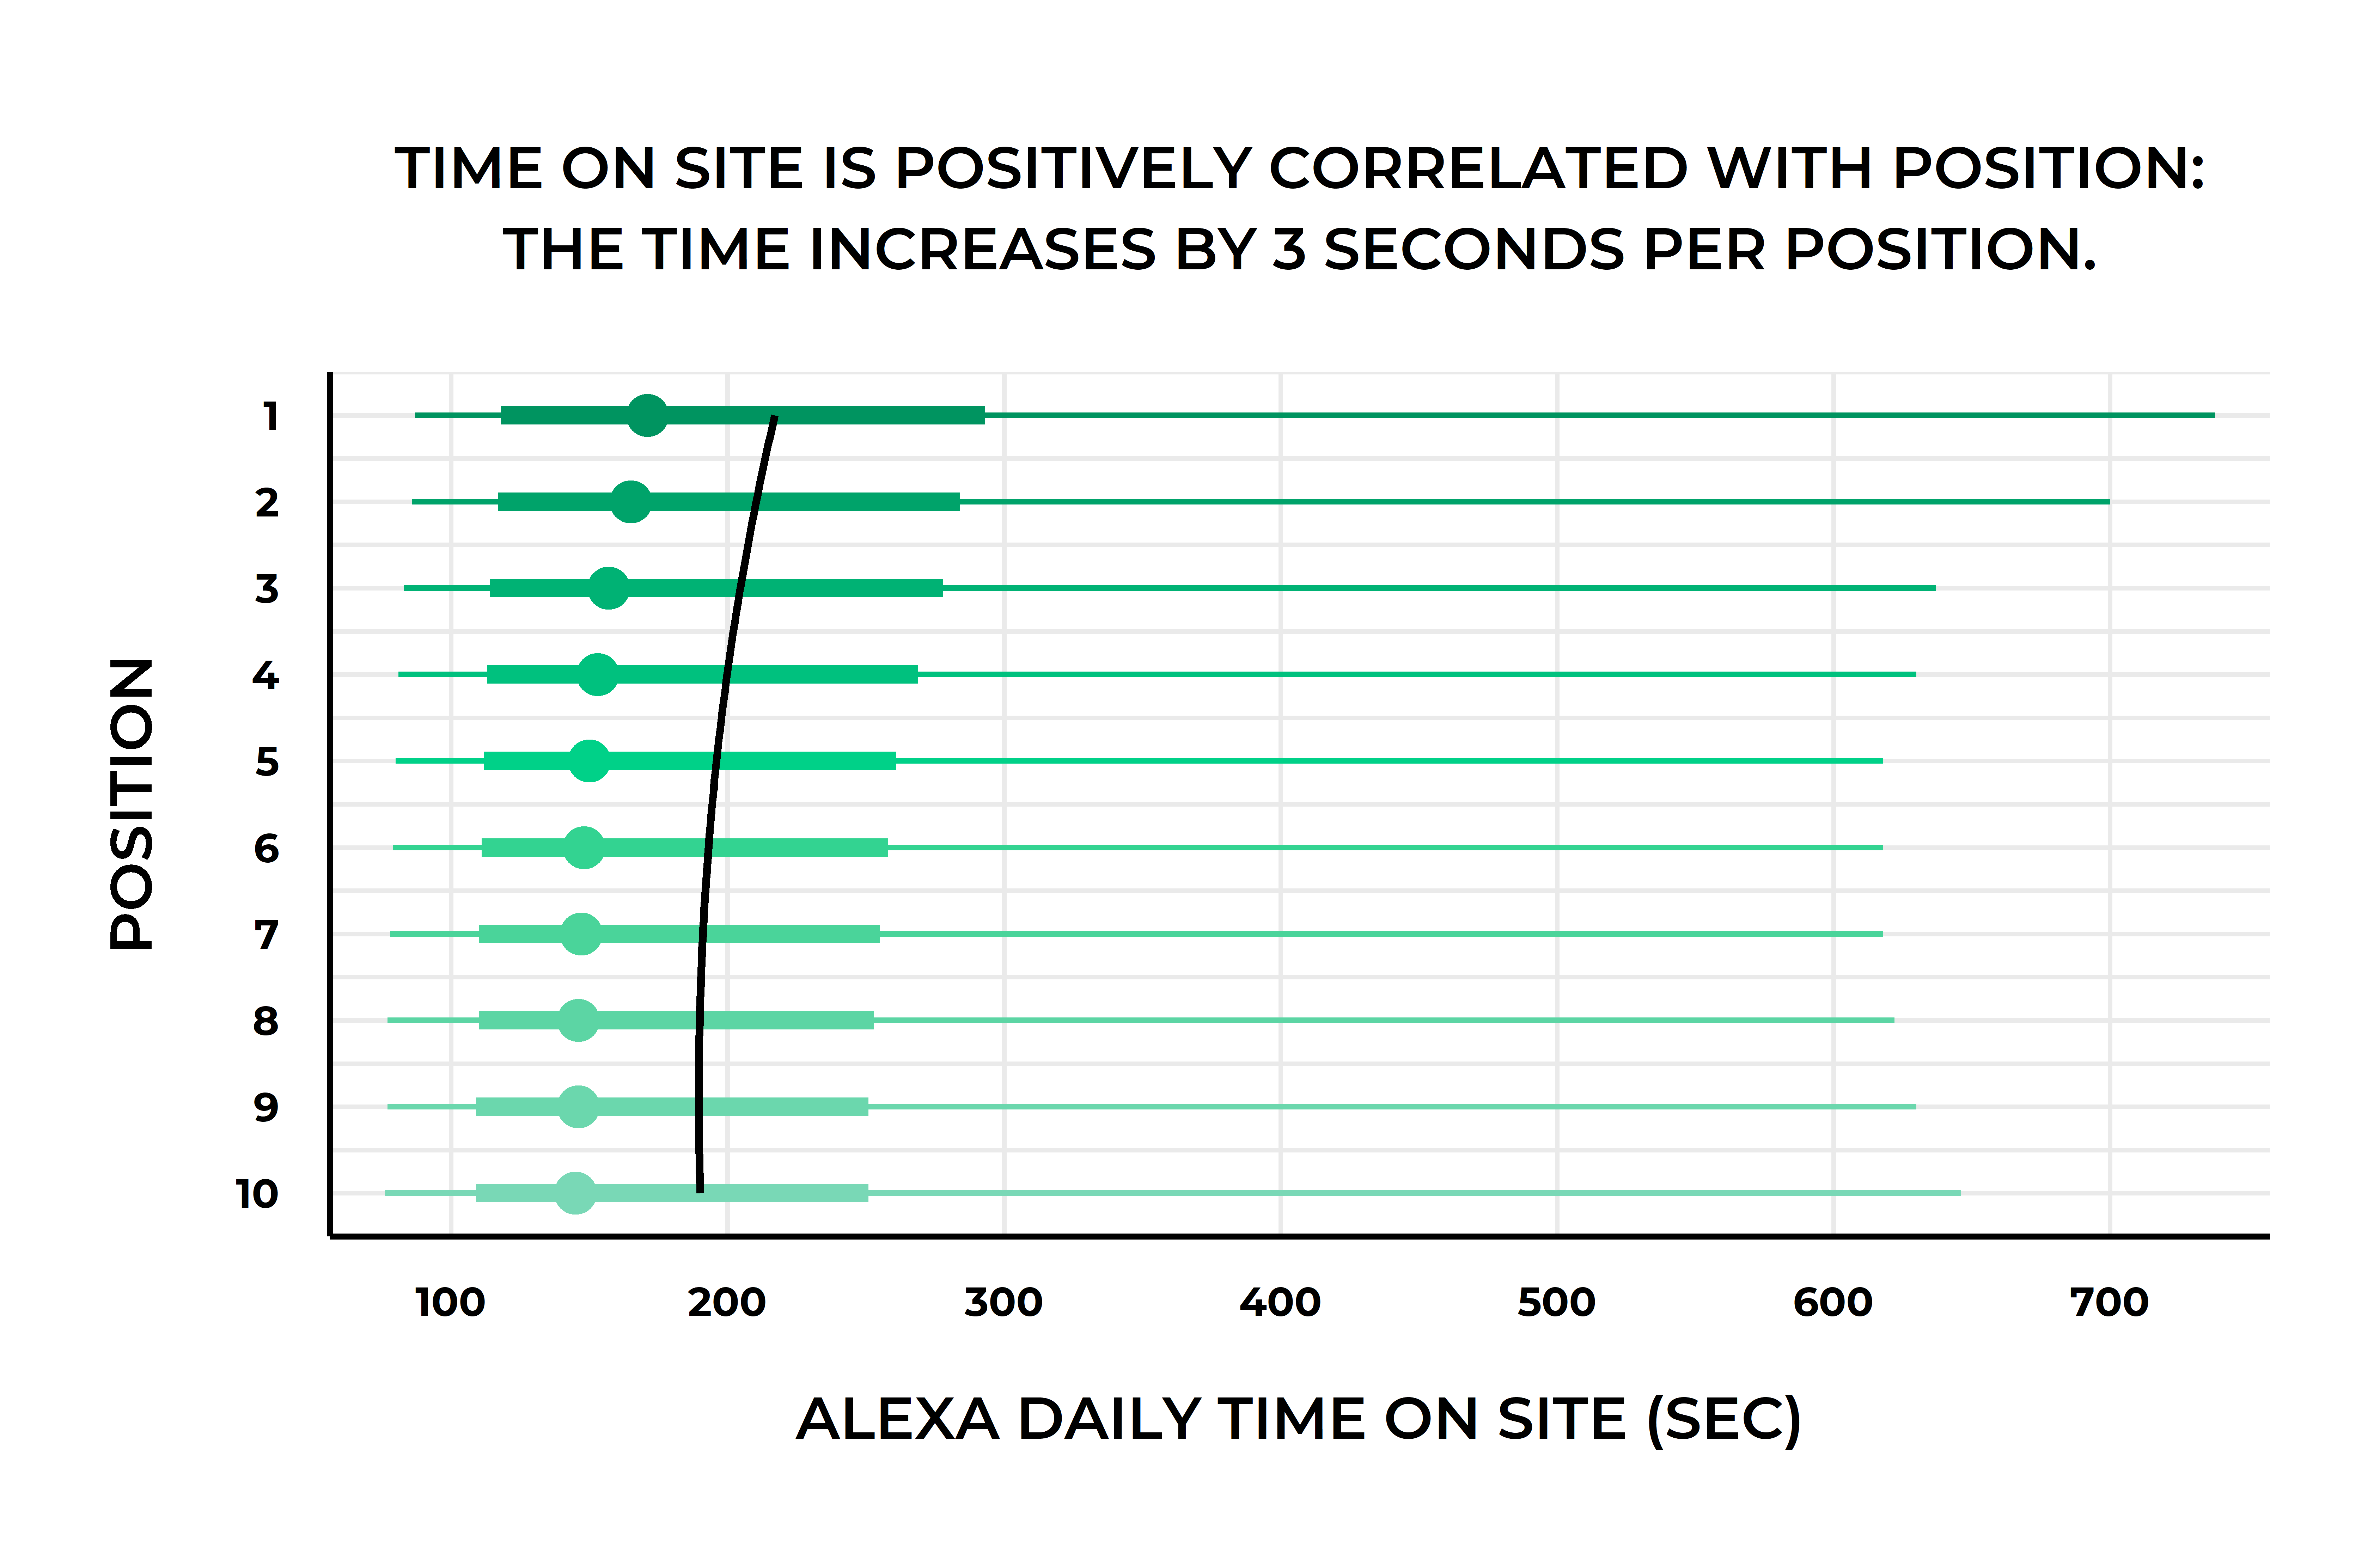 TIME ON SITE IS POSITIVELY CORRELATED WITH POSITION:
THE TIME INCREASES BY 3 SECONDS PER POSITION.
POSITION
1
2
3
4
5
6
7
8
9
10
100 200 300 400 500 600 700
ALEXA DAILY TIME ON SITE (SEC)